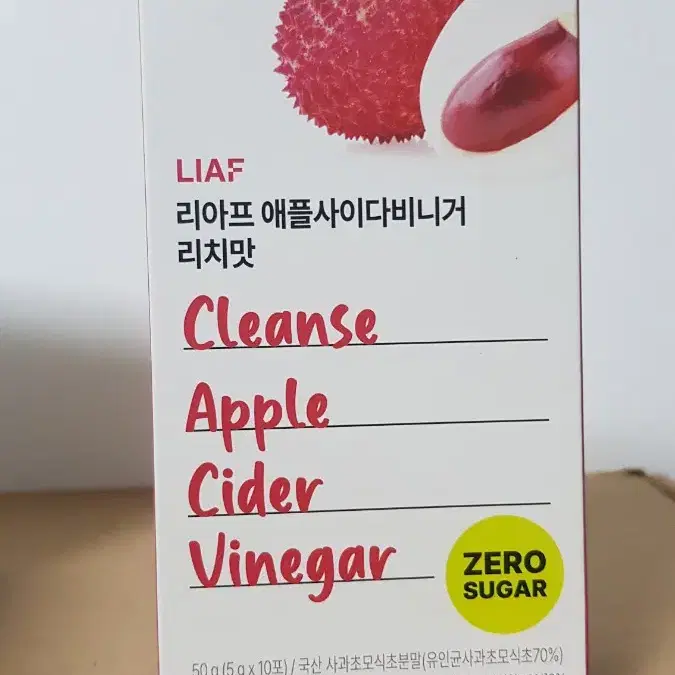 LIAF
리아프 애플사이다비니거
리치맛
Cleanse
Apple
Cider
Vinegar
ZERO
SUGAR
50 g (5 g x 10포) / 국산 사과초모식초분말(유인균사과초모식초70%)